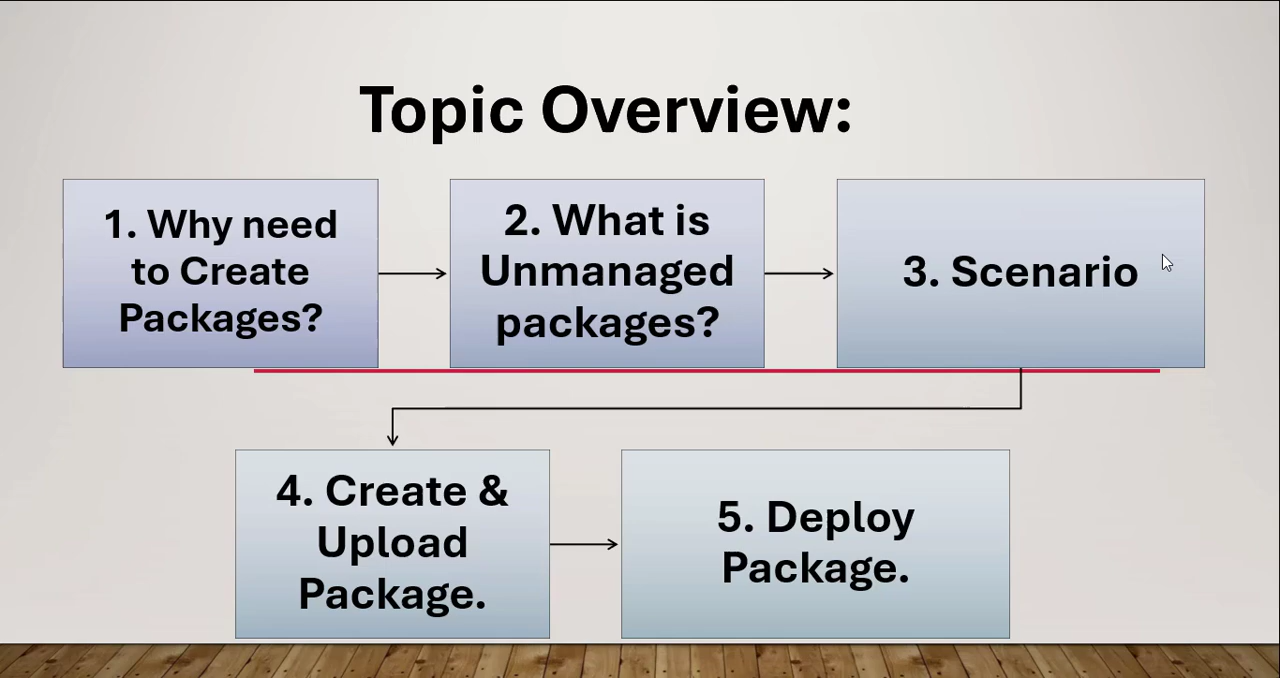 Topic Overview:
1. Why need
to Create
Packages?
2. What is
Unmanaged
packages?
3. Scenario
4. Create &
Upload
Package.
5. Deploy
Package.